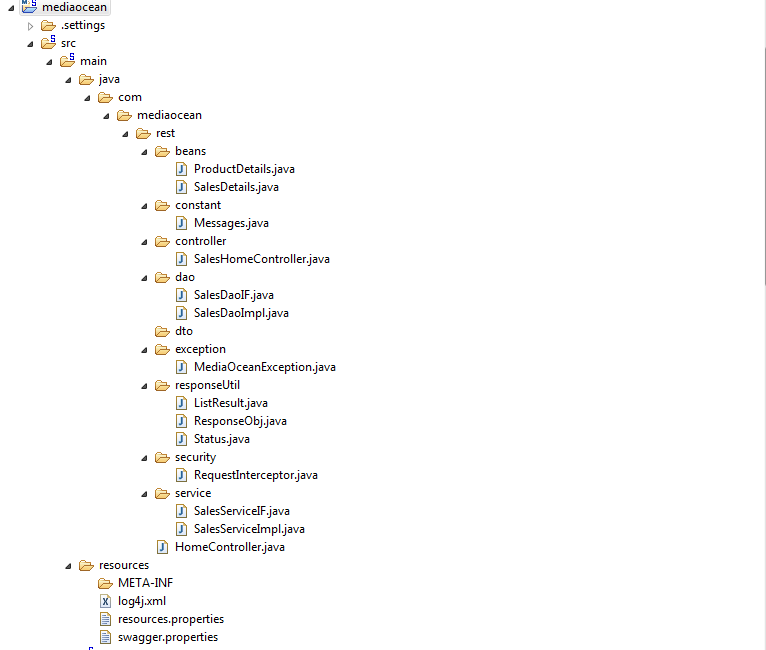 mediaocean
.settings
src
main
java
com
mediaocean
rest
beans
ProductDetails.java
SalesDetails.java
constant
Messages.java
controller
SalesHomeController.java
dao
SalesDaoIF.java
SalesDaoImpl.java
dto
exception
MediaOceanException.java
responseUtil
ListResult.java
ResponseObj.java
Status.java
security
RequestInterceptor.java
service
SalesServiceIF.java
SalesServiceImpl.java
HomeController.java
resources
META-INF
log4j.xml
resources.properties
swagger.properties